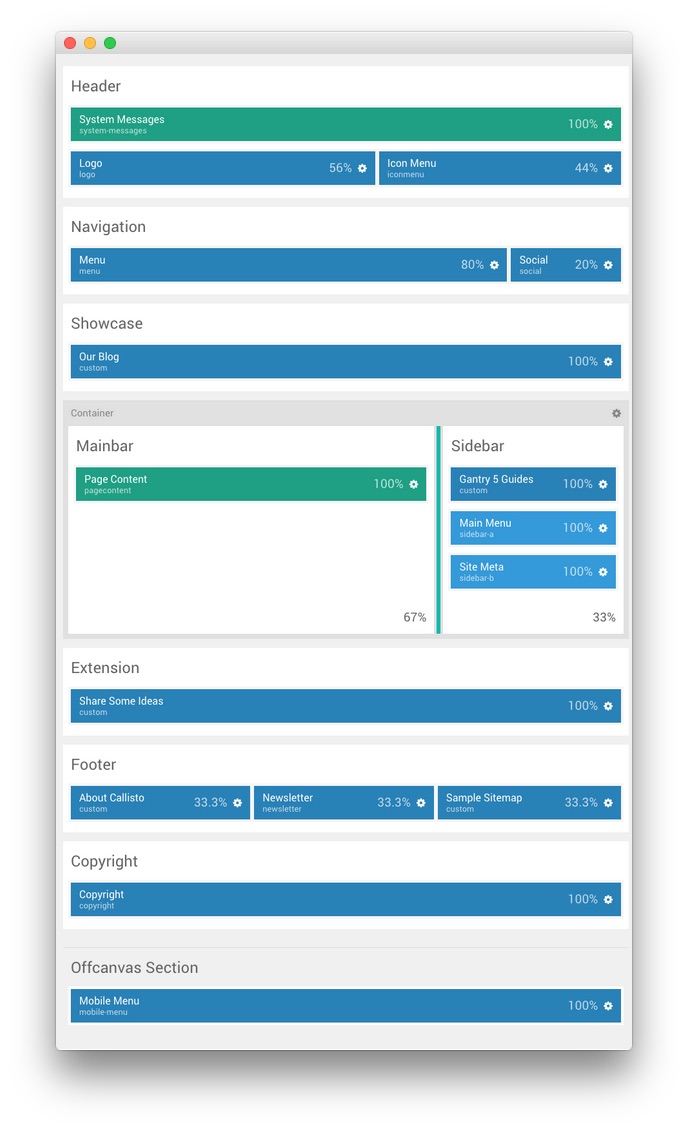 Header
System Messages
system-messages
100%
Logo
logo
56%
Icon Menu
iconmenu
44%
Navigation
Menu
menu
80%
Social
social
20%
Showcase
Our Blog
custom
100%
Container
Mainbar
Page Content
pagecontent
100%
67%
Sidebar
Gantry 5 Guides
custom
100%
Main Menu
sidebar-a
100%
Site Meta
sidebar-b
100%
33%
Extension
Share Some Ideas
custom
100%
Footer
About Callisto
custom
33.3%
Newsletter
newsletter
33.3%
Sample Sitemap
custom
33.3%
Copyright
Copyright
copyright
100%
Offcanvas Section
Mobile Menu
mobile-menu
100%